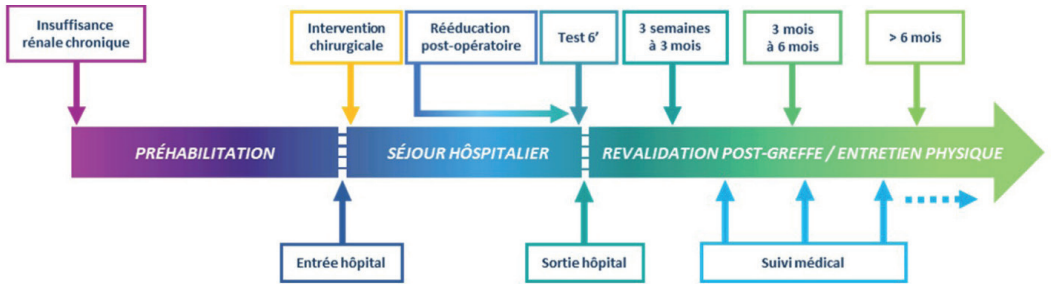 Insuffisance
rénale chronique
Intervention
chirurgicale
Rééducation
post-opératoire
Test 6'
3 semaines
à 3 mois
3 mois
à 6 mois
> 6 mois
PRÉHABILITATION
SÉJOUR HÔSPITALIER
REVALIDATION POST-GREFFE / ENTRETIEN PHYSIQUE
Entrée hôpital
Sortie hôpital
Suivi médical